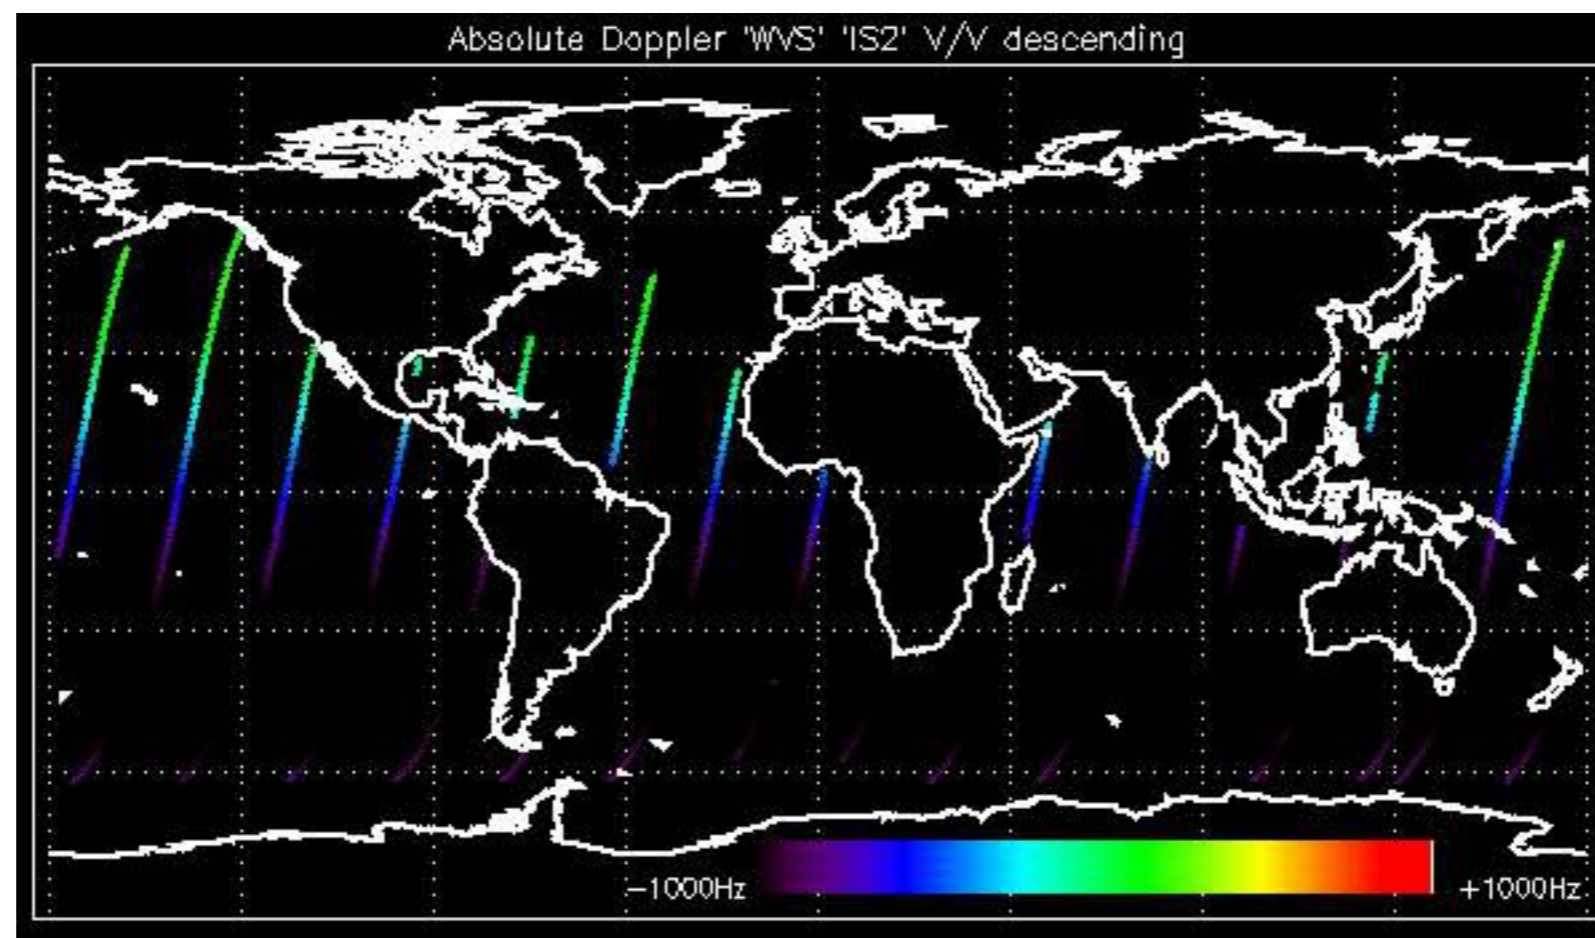 Absolute Doppler 'WVS' 'IS2' V/V descending
−1000Hz
+1000Hz